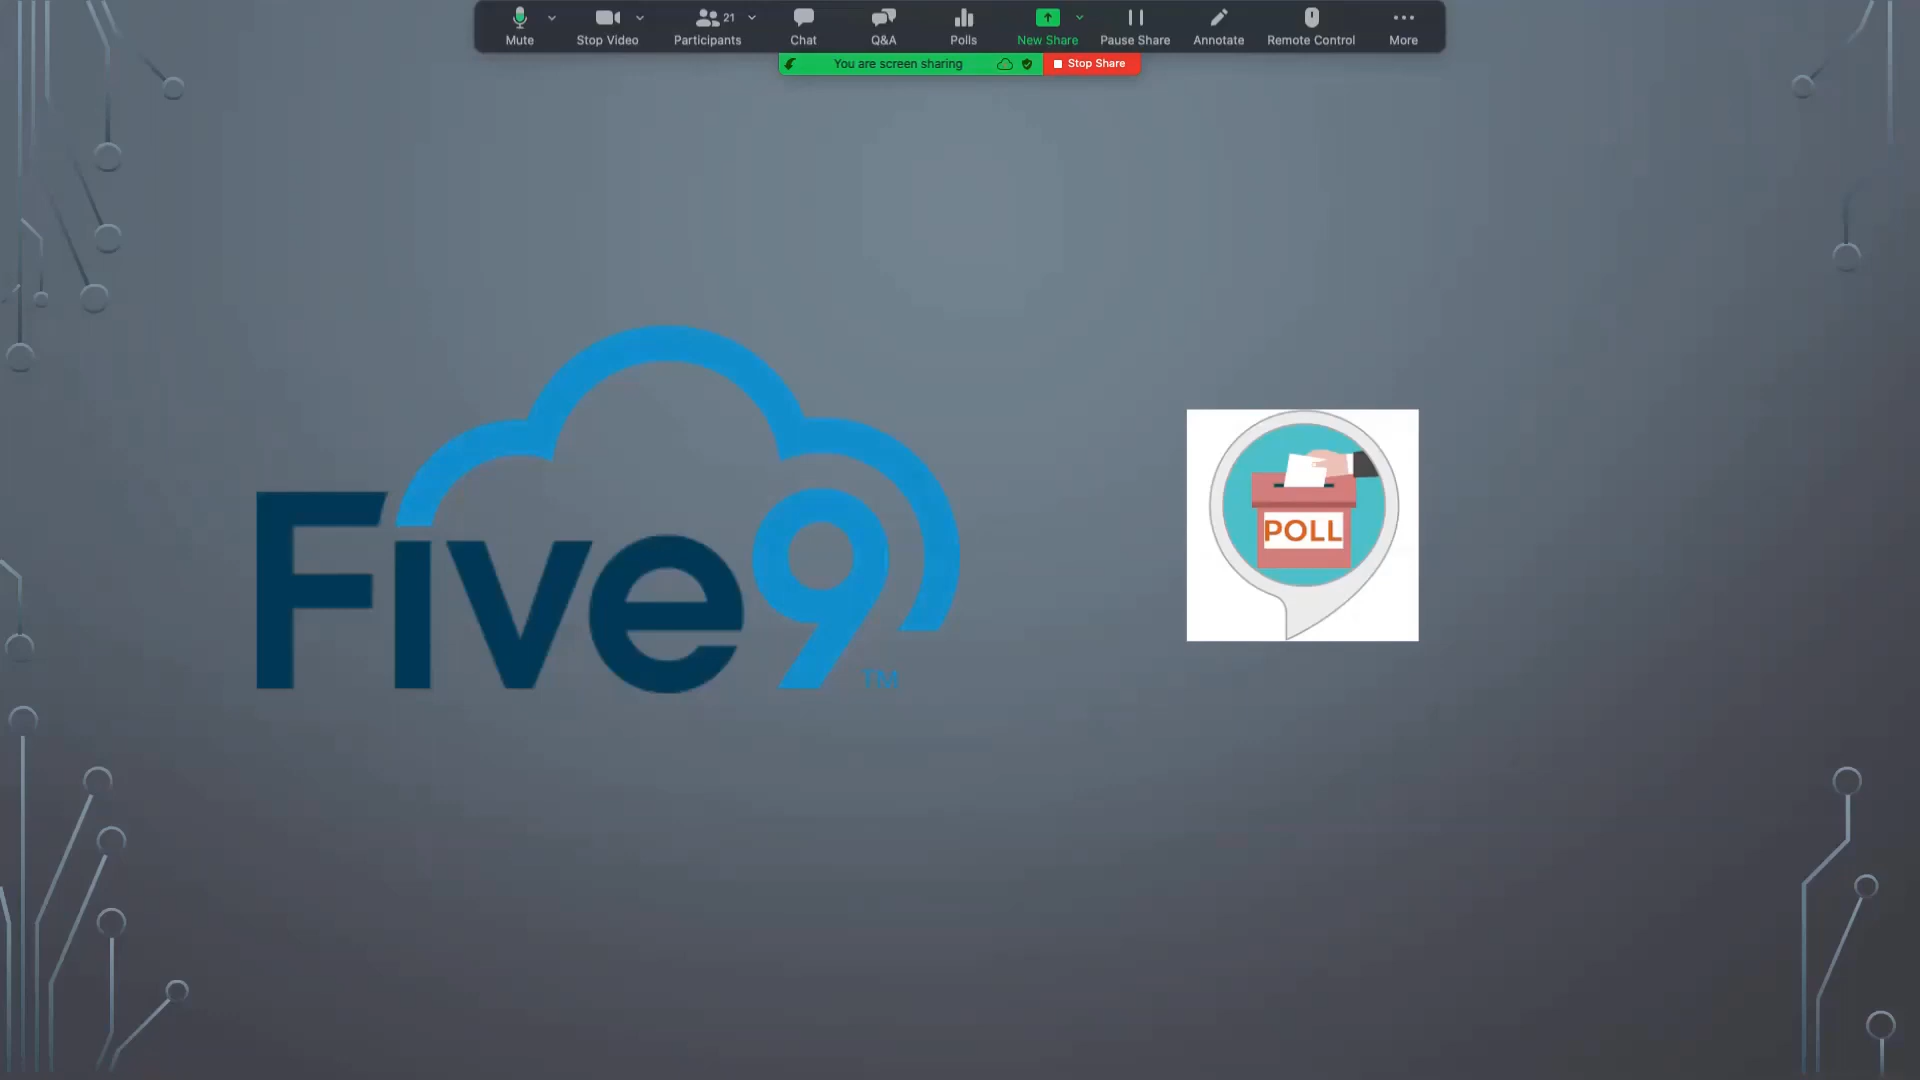 Mute
Stop Video
Participants
21
Chat
Q&A
Polls
New Share
Pause Share
Annotate
Remote Control
More
You are screen sharing
Stop Share
Five9
TM
POLL